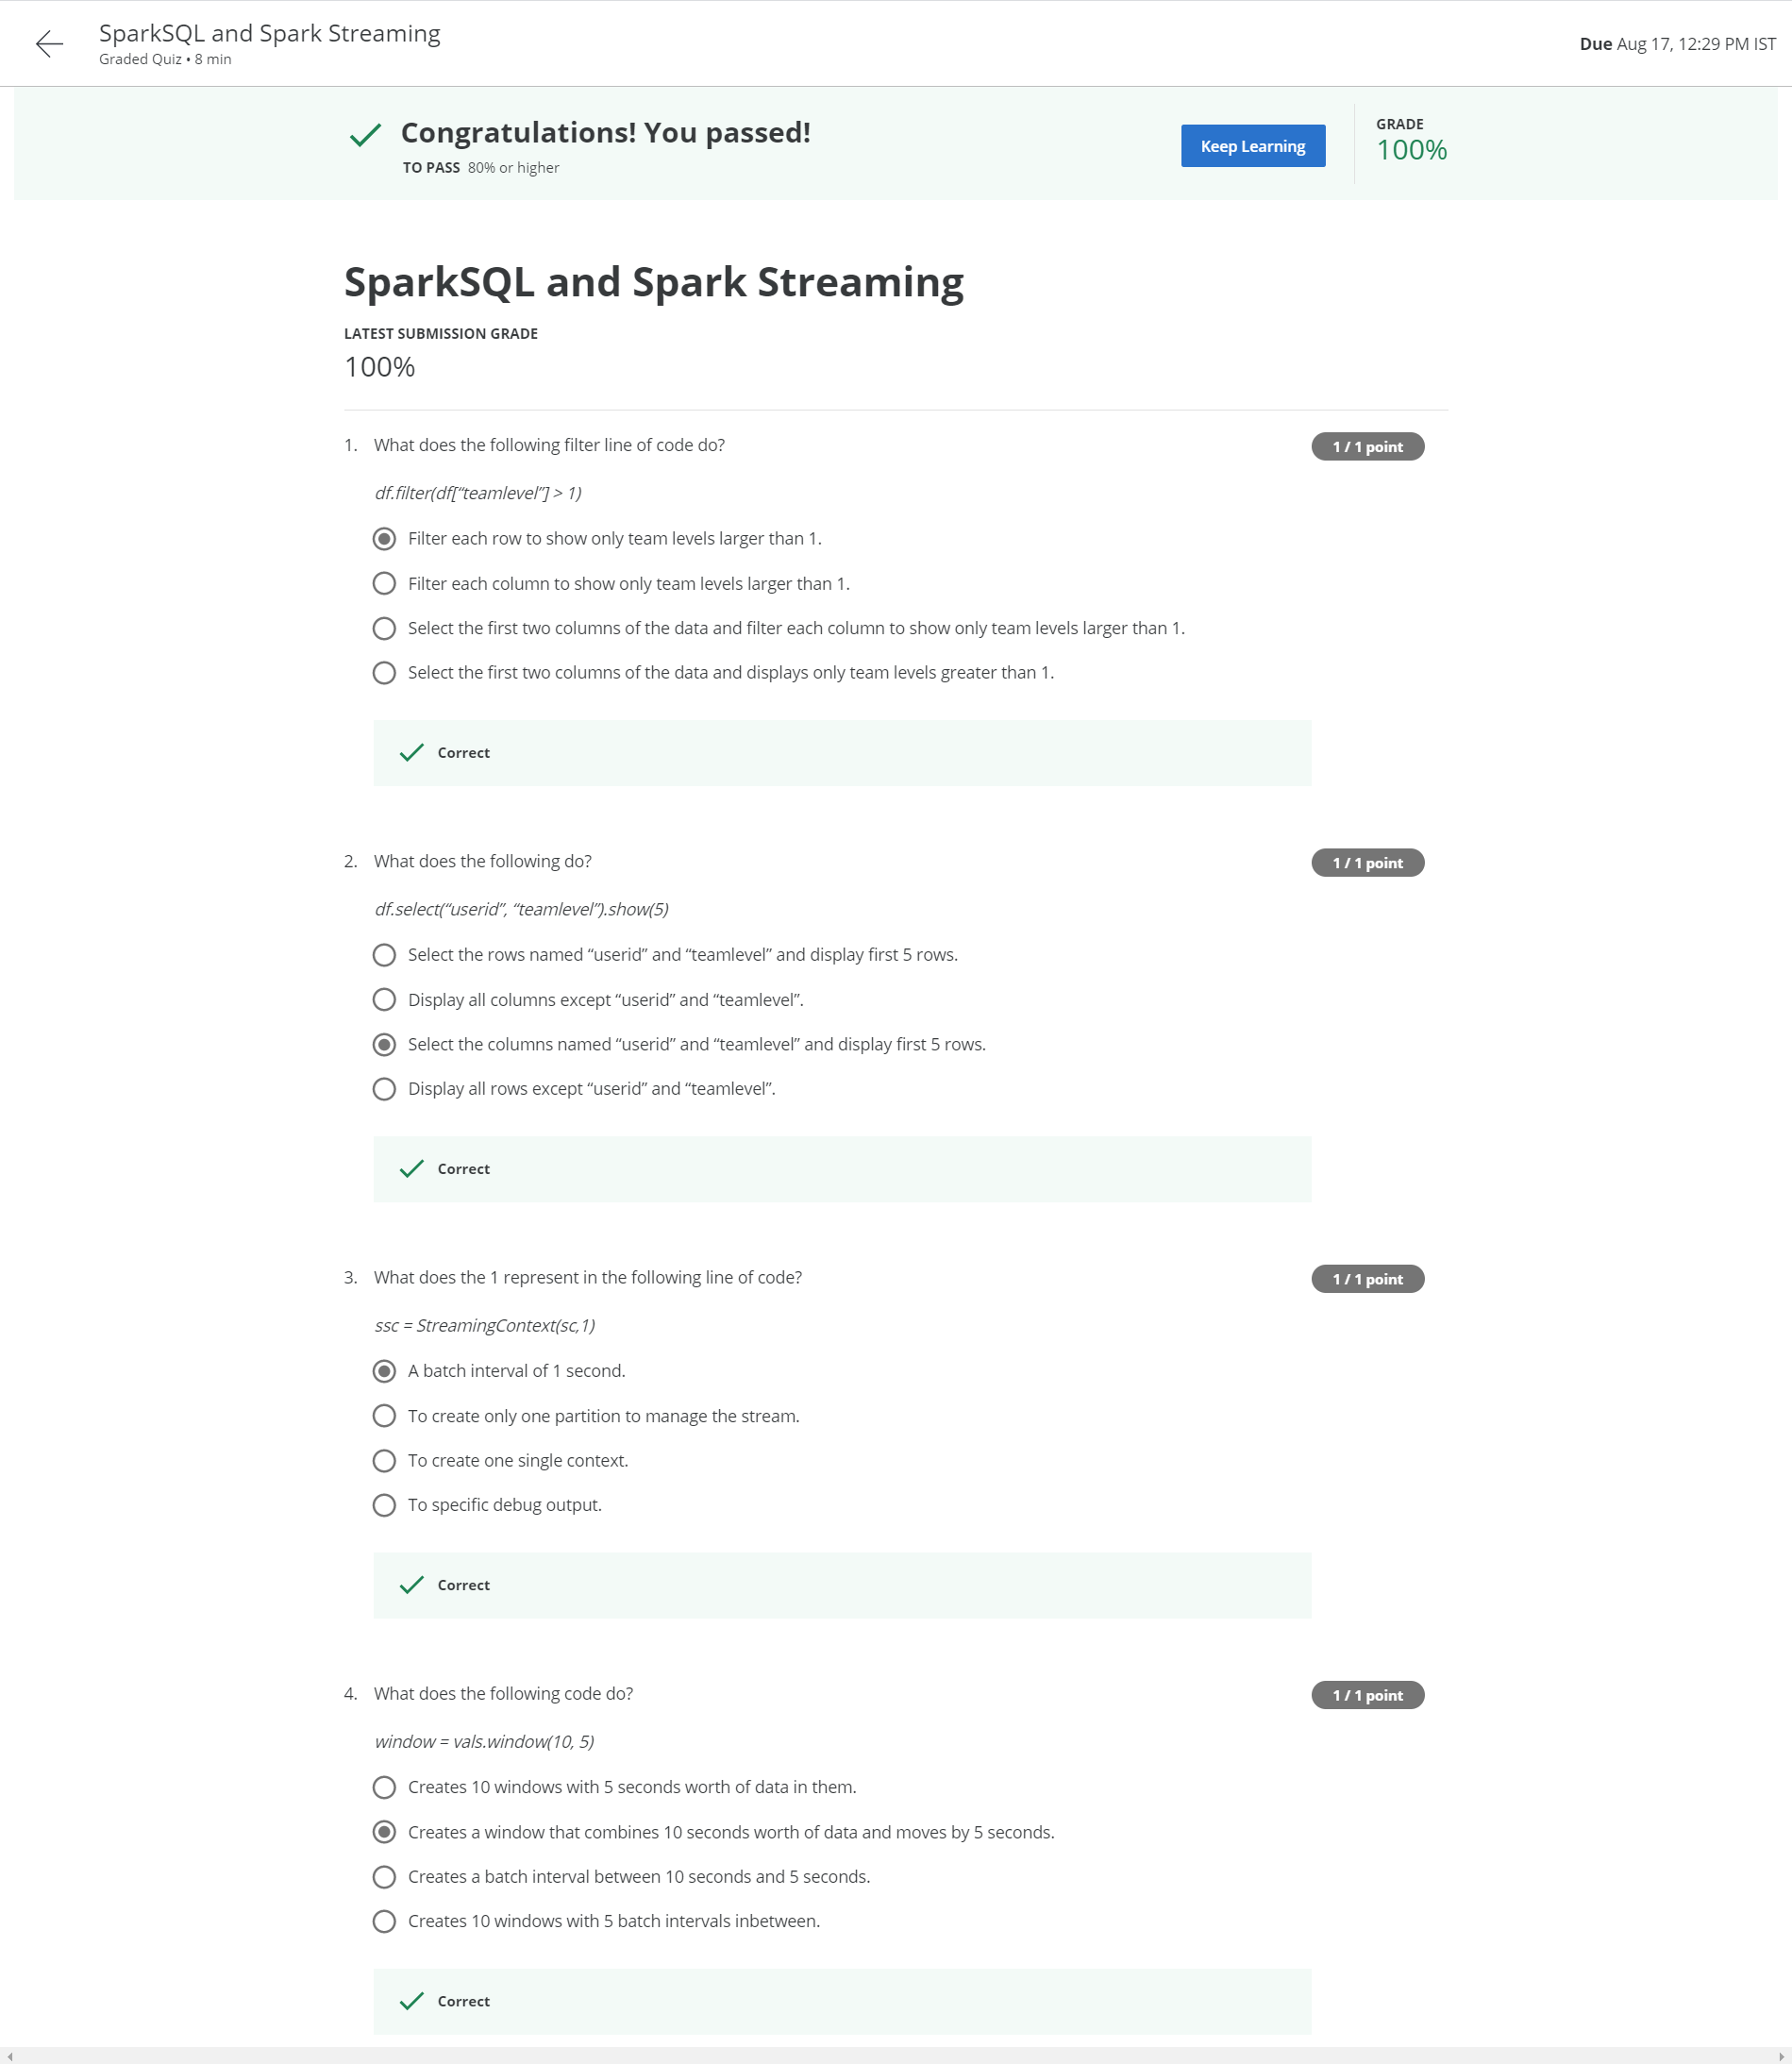 SparkSQL and Spark Streaming
Graded Quiz • 8 min
Due Aug 17, 12:29 PM IST
Congratulations! You passed!
TO PASS 80% or higher
Keep Learning
GRADE
100%
SparkSQL and Spark Streaming
LATEST SUBMISSION GRADE
100%
1. What does the following filter line of code do?
1 / 1 point
df.filter(df[“teamlevel”] > 1)
Filter each row to show only team levels larger than 1.
Filter each column to show only team levels larger than 1.
Select the first two columns of the data and filter each column to show only team levels larger than 1.
Select the first two columns of the data and displays only team levels greater than 1.
Correct
2. What does the following do?
1 / 1 point
df.select(“userid”, “teamlevel”).show(5)
Select the rows named “userid” and “teamlevel” and display first 5 rows.
Display all columns except “userid” and “teamlevel”.
Select the columns named “userid” and “teamlevel” and display first 5 rows.
Display all rows except “userid” and “teamlevel”.
Correct
3. What does the 1 represent in the following line of code?
1 / 1 point
ssc = StreamingContext(sc,1)
A batch interval of 1 second.
To create only one partition to manage the stream.
To create one single context.
To specific debug output.
Correct
4. What does the following code do?
1 / 1 point
window = vals.window(10, 5)
Creates 10 windows with 5 seconds worth of data in them.
Creates a window that combines 10 seconds worth of data and moves by 5 seconds.
Creates a batch interval between 10 seconds and 5 seconds.
Creates 10 windows with 5 batch intervals inbetween.
Correct